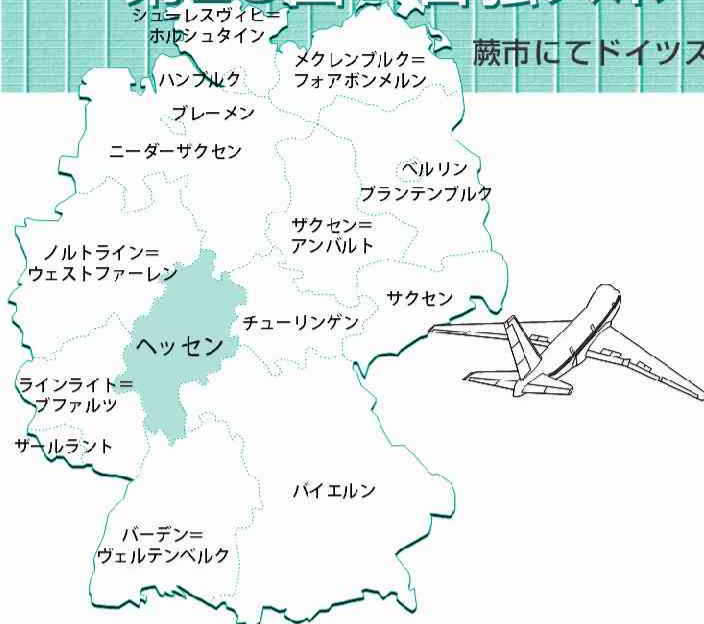 蕨市にてドイツス
シュ＝レスヴィヒ＝
ホルシュタイン
メクレンブルク＝
フォアポンメルン
ハンブルク
ブレーメン
ニーダーザクセン
ベルリン
ブランデンブルク
ザクセン＝
アンバルト
ノルトライン＝
ウェストファーレン
サクセン
チューリンゲン
ヘッセン
ラインライト＝
プファルツ
ザールラント
バイエルン
バーデン＝
ヴェルテンベルク